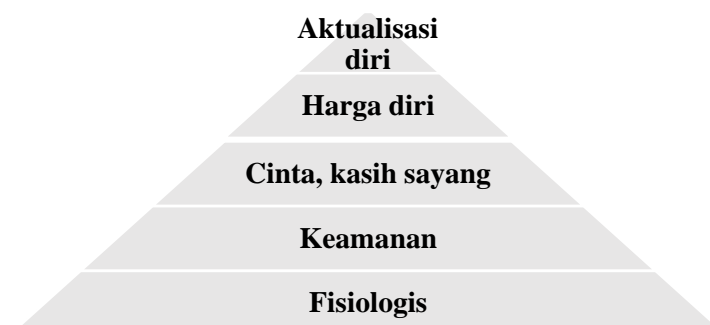 Aktualisasi
diri
Harga diri
Cinta, kasih sayang
Keamanan
Fisiologis